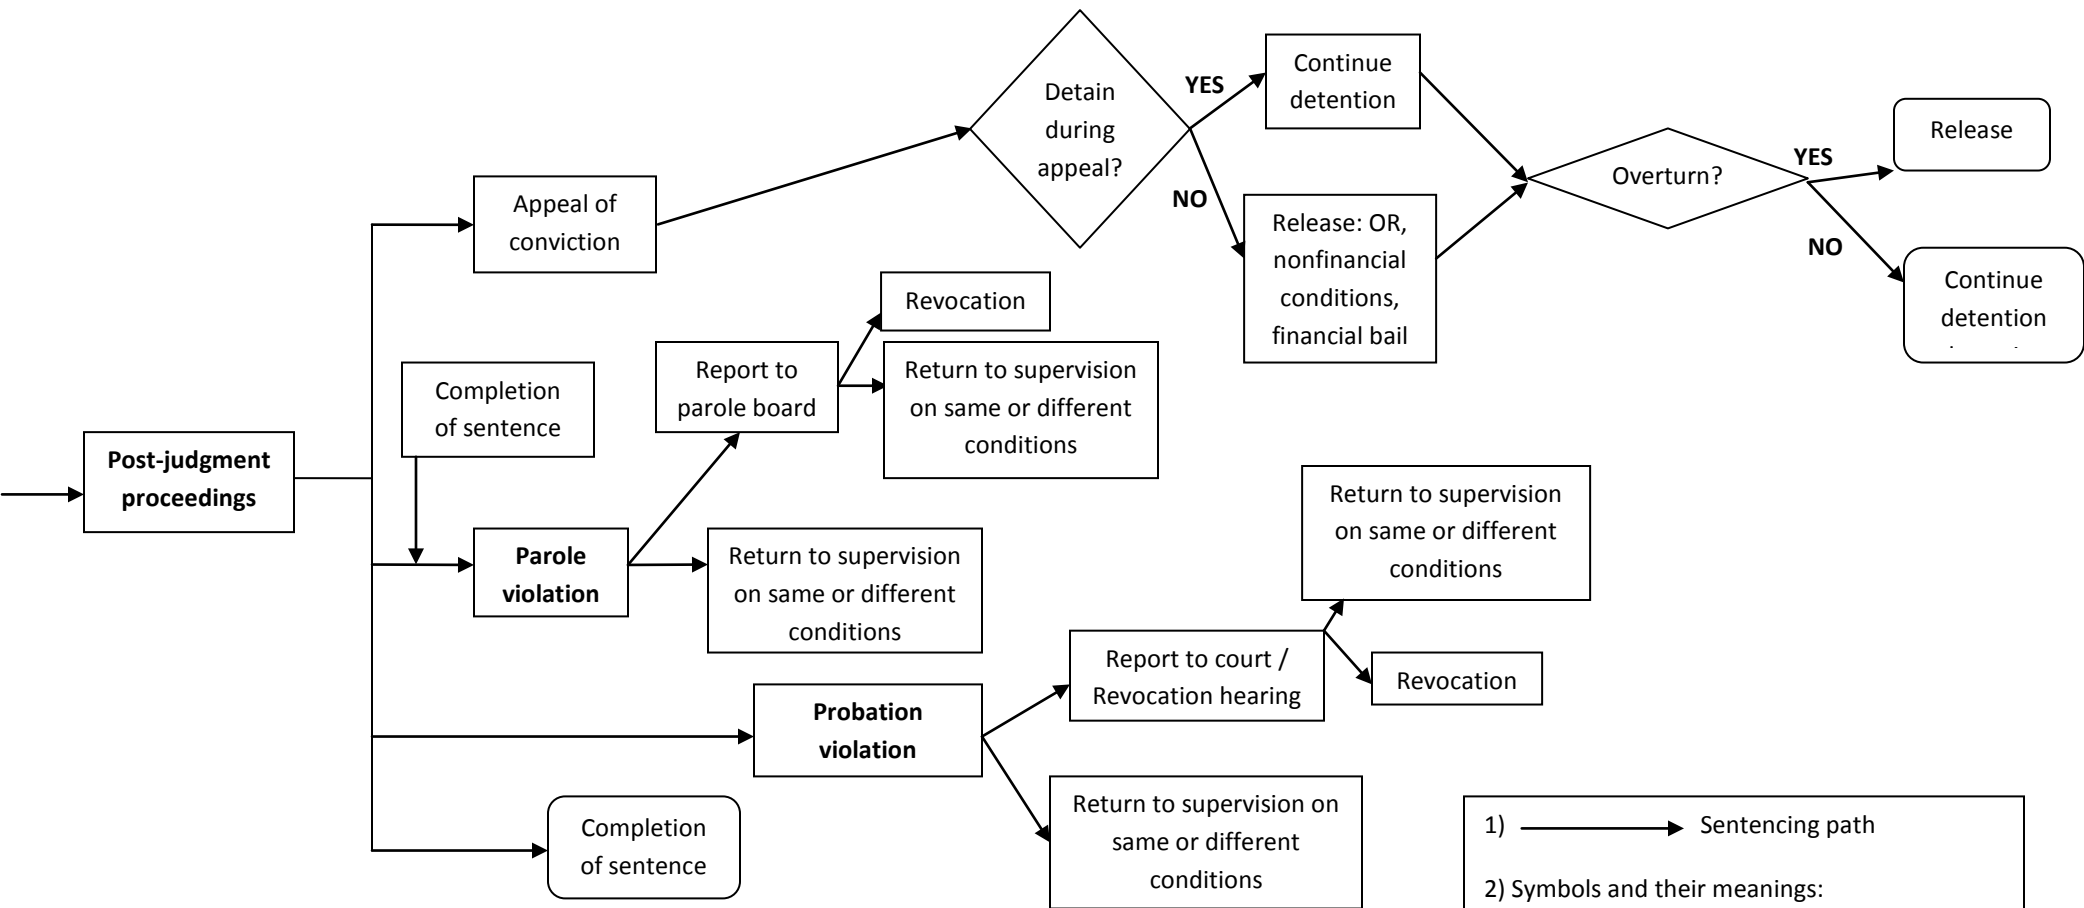 Detain
during
appeal?
YES
NO
Continue
detention
Release: OR,
nonfinancial
conditions,
financial bail
Overturn?
YES
NO
Release
Continue
detention
Appeal of
conviction
Revocation
Report to
parole board
Return to supervision
on same or different
conditions
Completion
of sentence
Post-judgment
proceedings
Parole
violation
Return to supervision
on same or different
conditions
Return to supervision
on same or different
conditions
Report to court /
Revocation hearing
Revocation
Probation
violation
Return to supervision on
same or different
conditions
Completion
of sentence
1) Sentencing path
2) Symbols and their meanings: